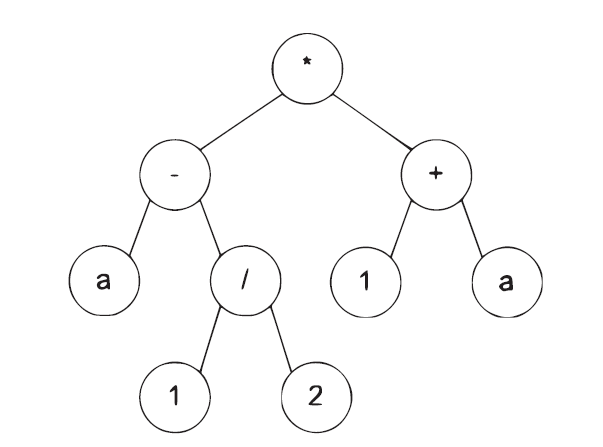 *
- +
a / 1 a
1 2